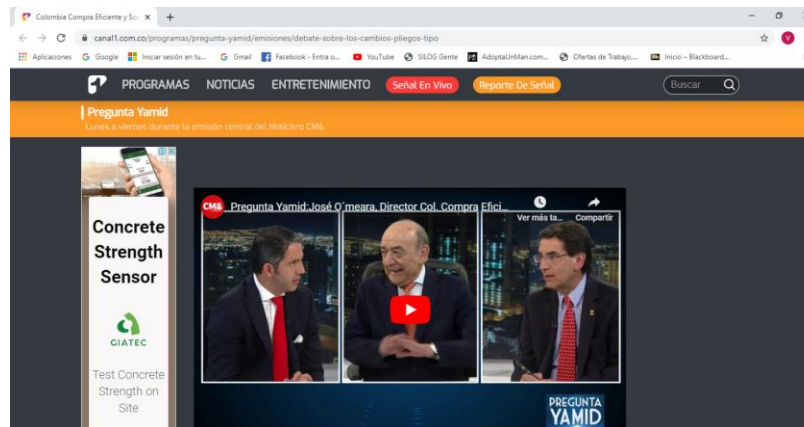 Colombia Compra Eficiente y Soc
canal1.com.co/programas/pregunta-yamid/emisiones/debate-sobre-los-cambios-pliegos-tipo
Aplicaciones Google Iniciar sesión en tu... Gmail Facebook - Entra o... YouTube SILOG Gente AdoptaUnMan.com... Ofertas de Trabajo,... Inicio – Blackboard...
PROGRAMAS NOTICIAS ENTRETENIMIENTO Señal En Vivo Reporte De Señal Buscar
Pregunta Yamid
Lunes a viernes durante la emisión central del Noticiero CM&
CM& Pregunta Yamid:José O´meara, Director Col. Compra Efici...
Ver más ta... Compartir
Concrete
Strength
Sensor
GIATEC
Test Concrete
Strength on
Site
PREGUNTA
YAMID